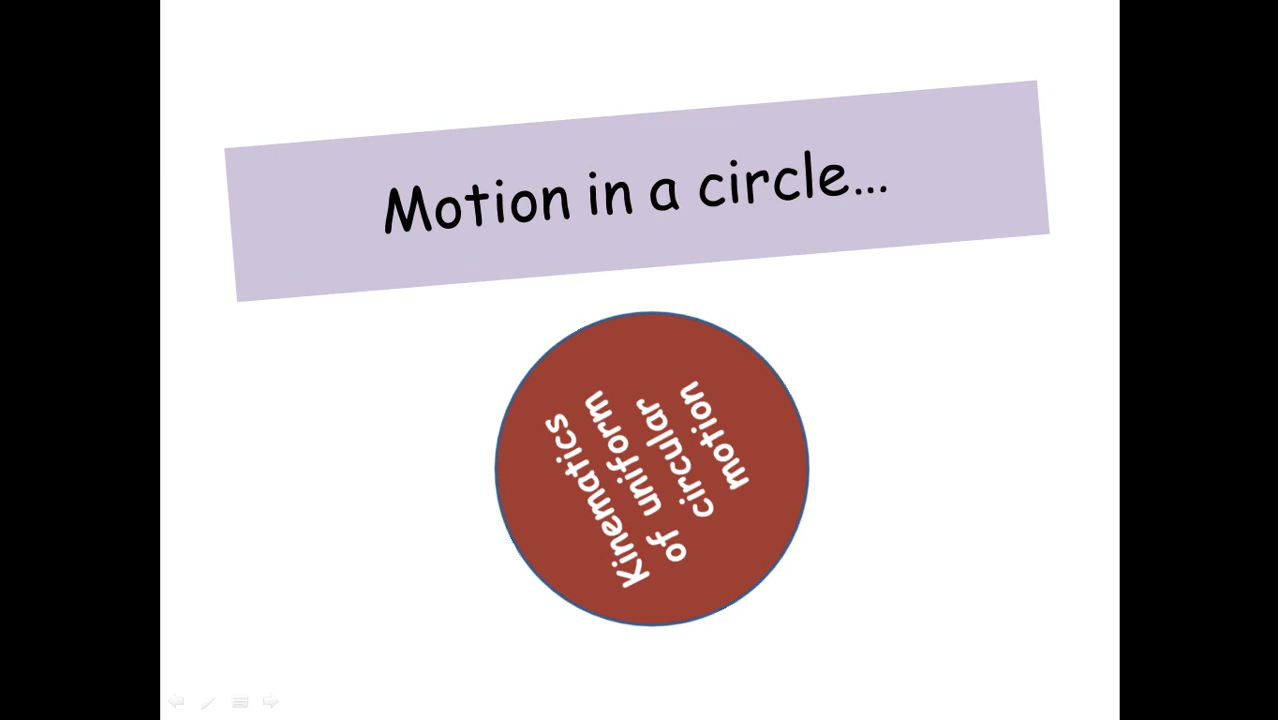 Motion in a circle...
Kinematics
of uniform
circular
motion